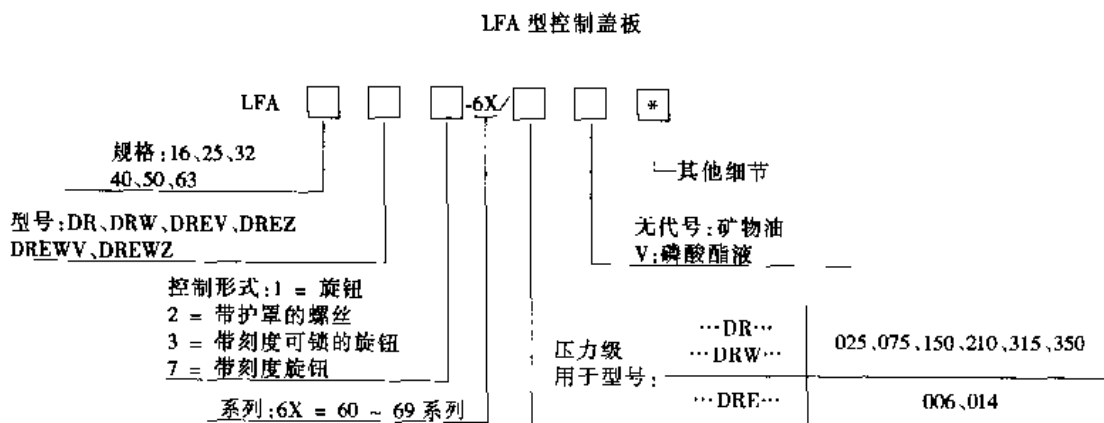 LFA 型控制盖板
LFA -6X/ *
规格:16、25、32
40、50、63
其他细节
型号:DR、DRW、DREV、DREZ
DREWV、DREWZ
无代号:矿物油
V:磷酸酯液
控制形式:1 = 旋钮
2 = 带护罩的螺丝
3 = 带刻度可锁的旋钮
7 = 带刻度旋钮
系列:6X = 60 ~ 69 系列
压力级
用于型号:
…DR…
…DRW…
025、075、150、210、315、350
…DRE…
006、014